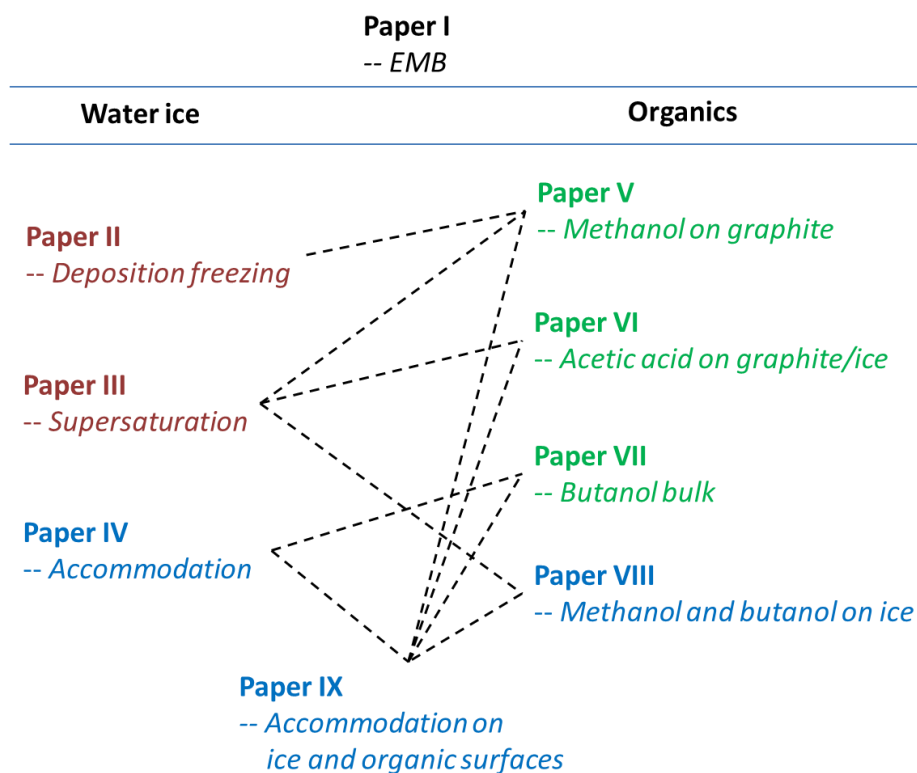 Paper I
-- EMB
Water ice
Organics
Paper II
-- Deposition freezing
Paper III
-- Supersaturation
Paper IV
-- Accommodation
Paper V
-- Methanol on graphite
Paper VI
-- Acetic acid on graphite/ice
Paper VII
-- Butanol bulk
Paper VIII
-- Methanol and butanol on ice
Paper IX
-- Accommodation on
ice and organic surfaces